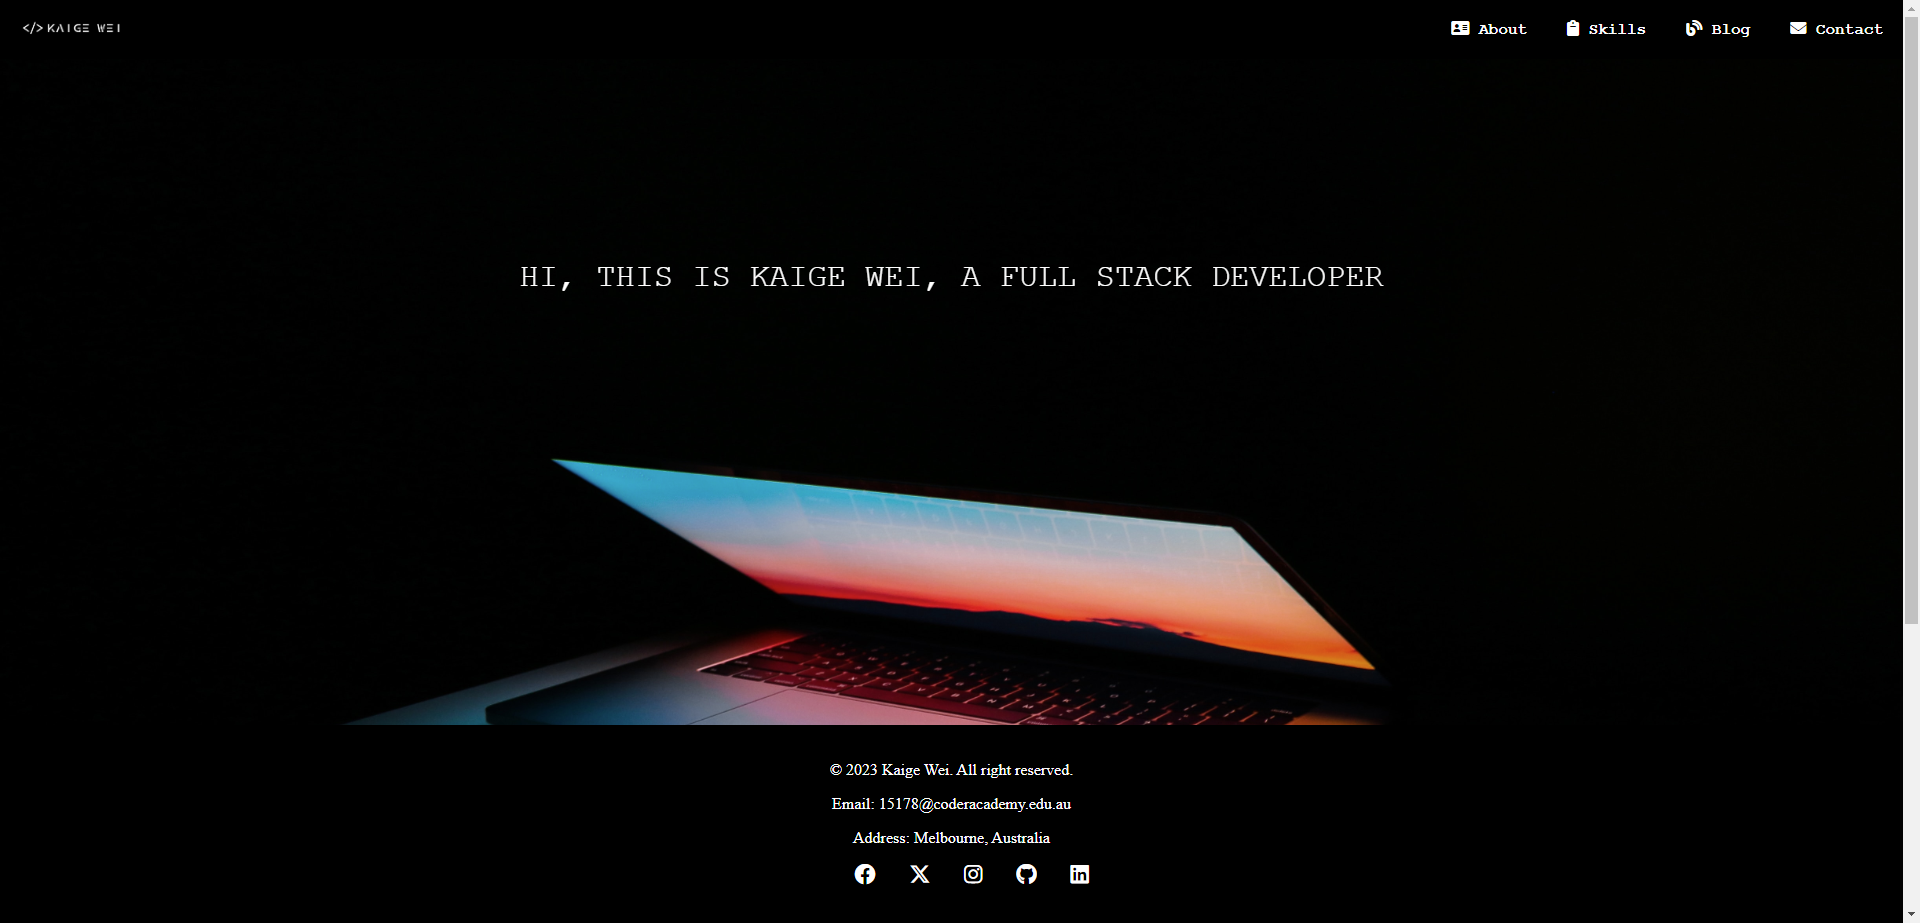 </> KAIGE WEI
About Skills Blog Contact
HI, THIS IS KAIGE WEI, A FULL STACK DEVELOPER
© 2023 Kaige Wei. All right reserved.
Email: 15178@coderacademy.edu.au
Address: Melbourne, Australia